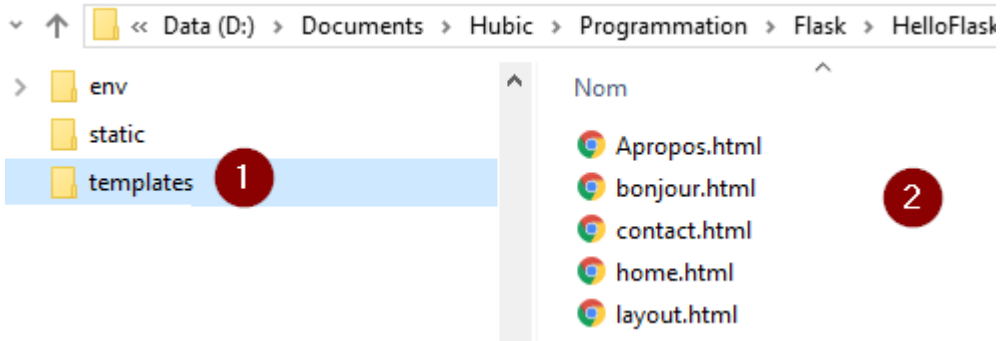 « Data (D:) > Documents > Hubic > Programmation > Flask > HelloFlask
env
static
templates 1
Nom
Apropos.html
bonjour.html
contact.html
home.html
layout.html
2